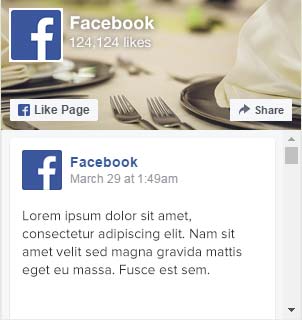 Facebook
124,124 likes
Like Page
Share
Facebook
March 29 at 1:49am
Lorem ipsum dolor sit amet,
consectetur adipiscing elit. Nam sit
amet velit sed magna gravida mattis
eget eu massa. Fusce est sem.